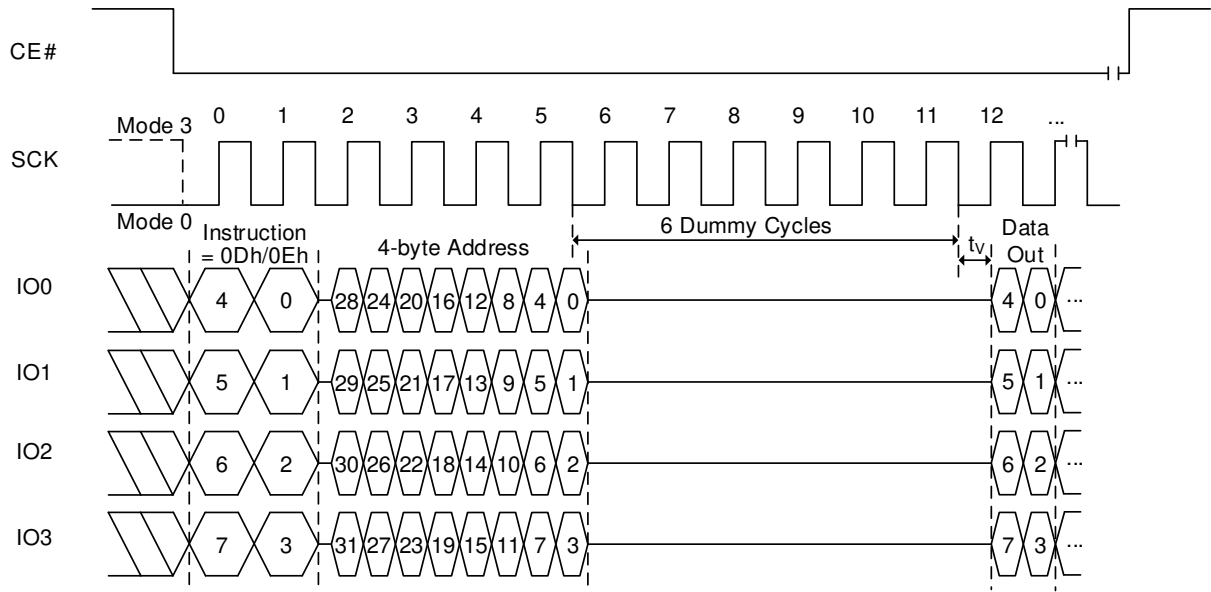 CE#
0 1 2 3 4 5 6 7 8 9 10 11 12 ...
Mode 3
SCK
Mode 0
Instruction
= 0Dh/0Eh
4-byte Address
6 Dummy Cycles
tV
Data
Out
IO0 4 0 28 24 20 16 12 8 4 0 4 0 ...
IO1 5 1 29 25 21 17 13 9 5 1 5 1 ...
IO2 6 2 30 26 22 18 14 10 6 2 6 2 ...
IO3 7 3 31 27 23 19 15 11 7 3 7 3 ...